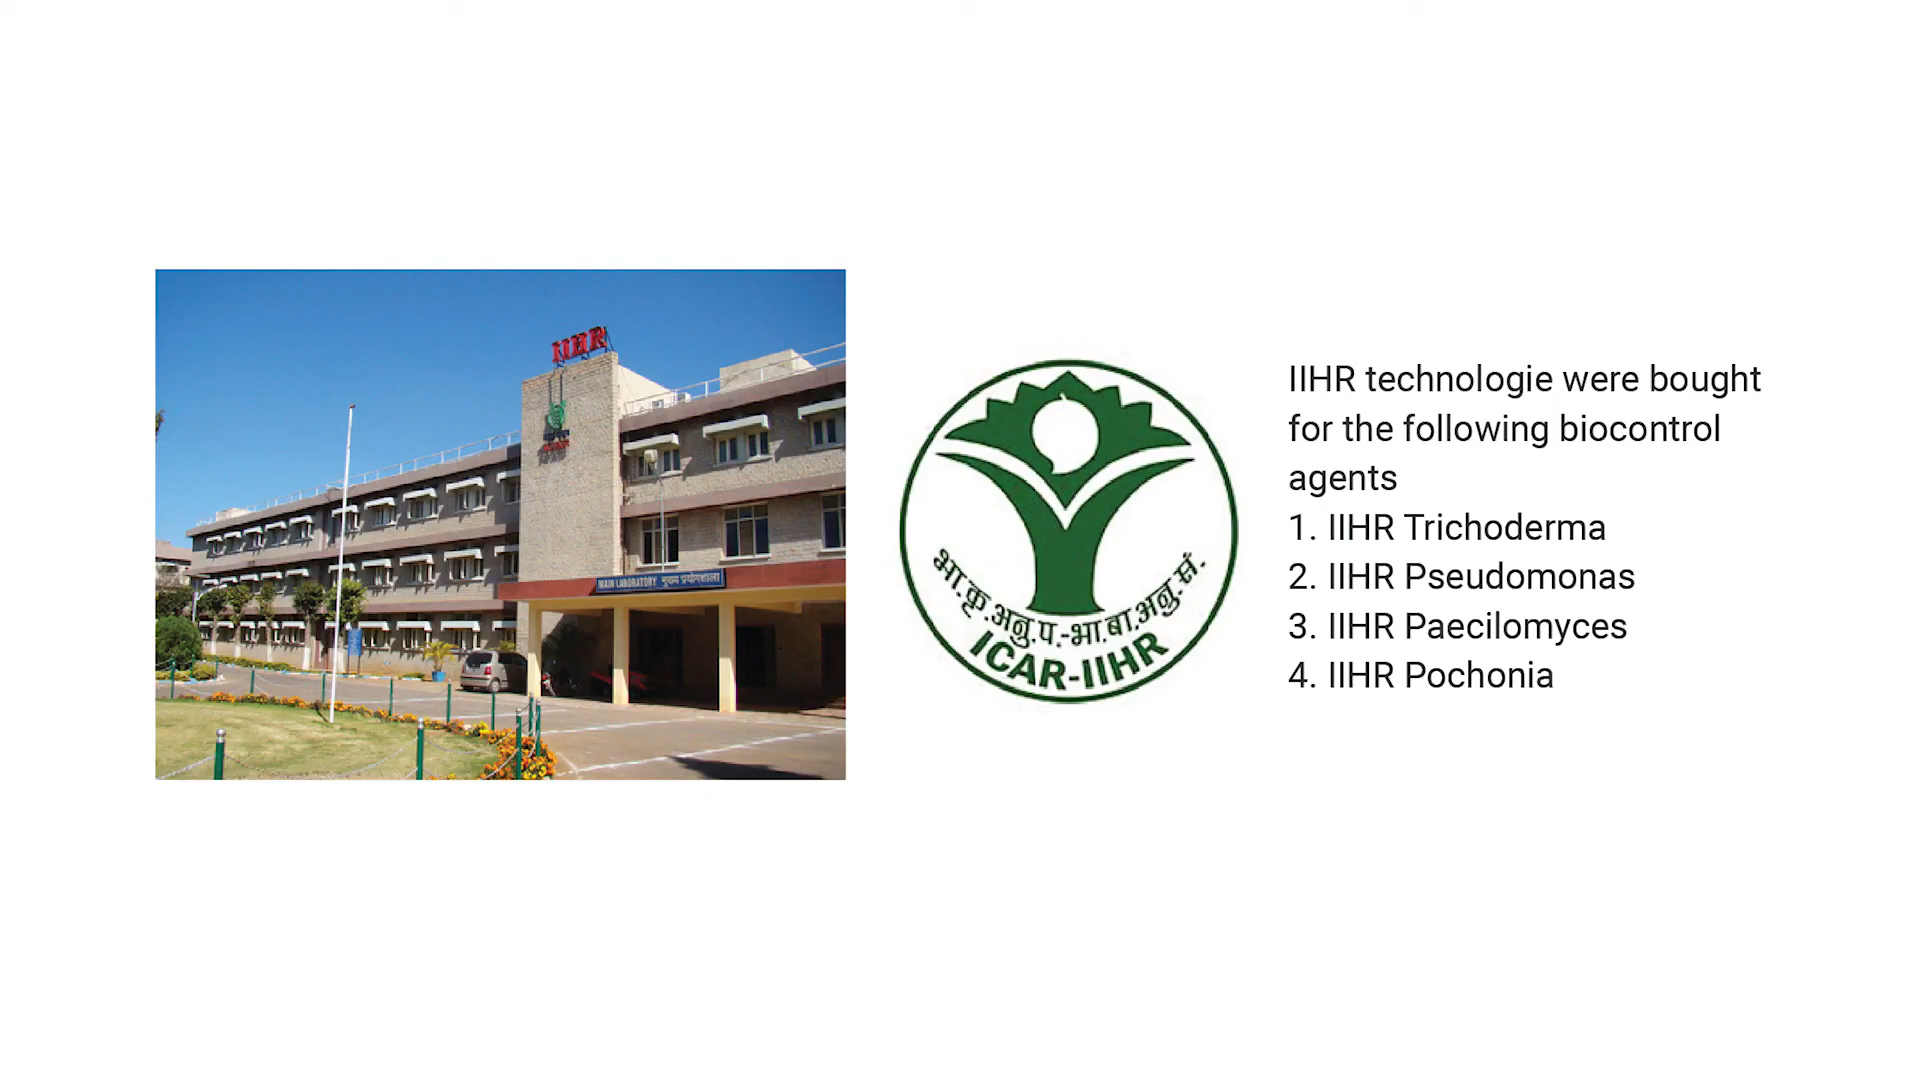 IIHR
MAIN LABORATORY मुख्य प्रयोगशाला
भा.कृ.अनु.प.-भा.बा.अनु.सं.
ICAR-IIHR
IIHR technologie were bought
for the following biocontrol
agents
1. IIHR Trichoderma
2. IIHR Pseudomonas
3. IIHR Paecilomyces
4. IIHR Pochonia